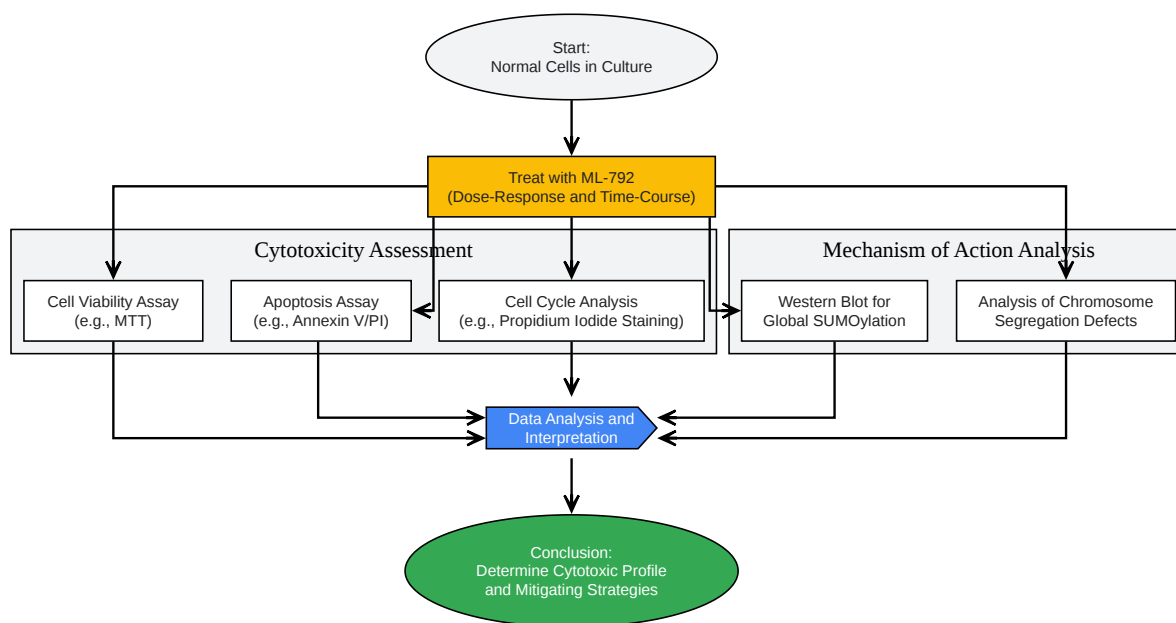 Start:
Normal Cells in Culture
Treat with ML-792
(Dose-Response and Time-Course)
Cytotoxicity Assessment
Mechanism of Action Analysis
Cell Viability Assay
(e.g., MTT)
Apoptosis Assay
(e.g., Annexin V/PI)
Cell Cycle Analysis
(e.g., Propidium Iodide Staining)
Western Blot for
Global SUMOylation
Analysis of Chromosome
Segregation Defects
Data Analysis and
Interpretation
Conclusion:
Determine Cytotoxic Profile
and Mitigating Strategies